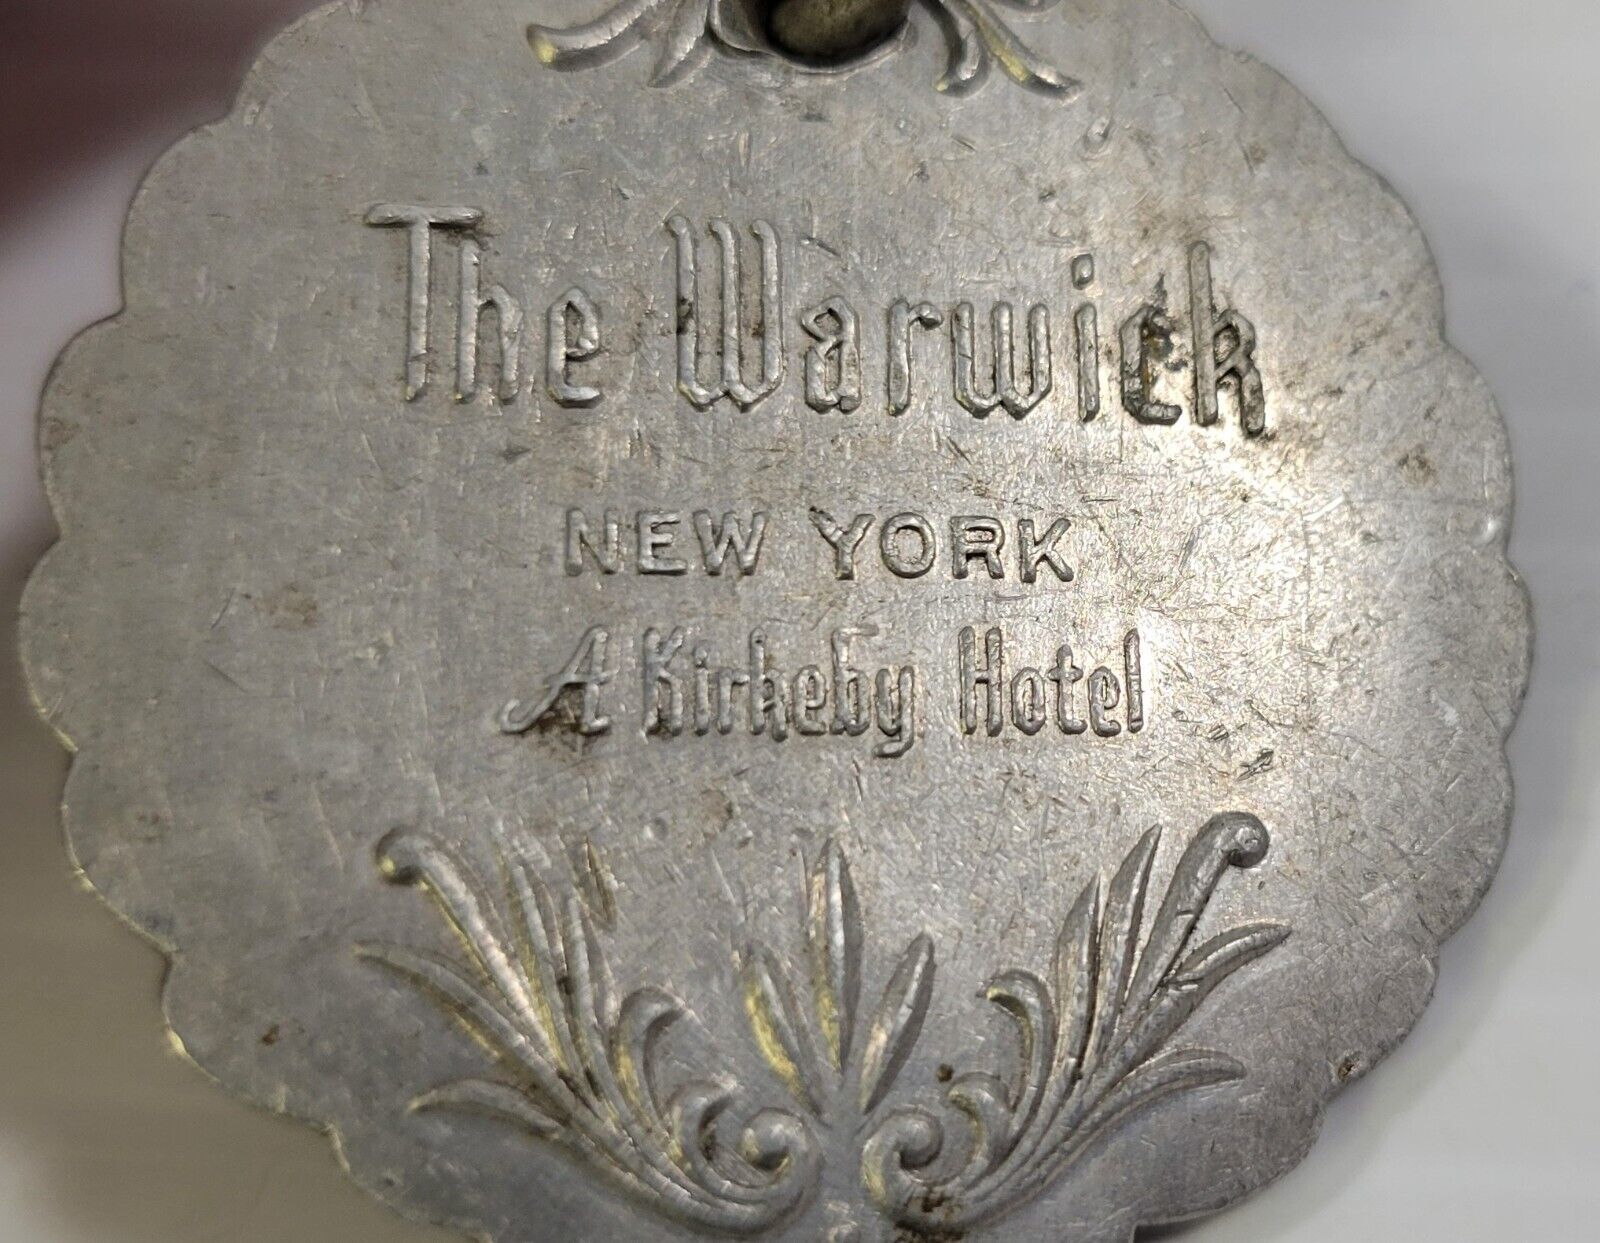 The Warwick
NEW YORK
A Kirkeby Hotel